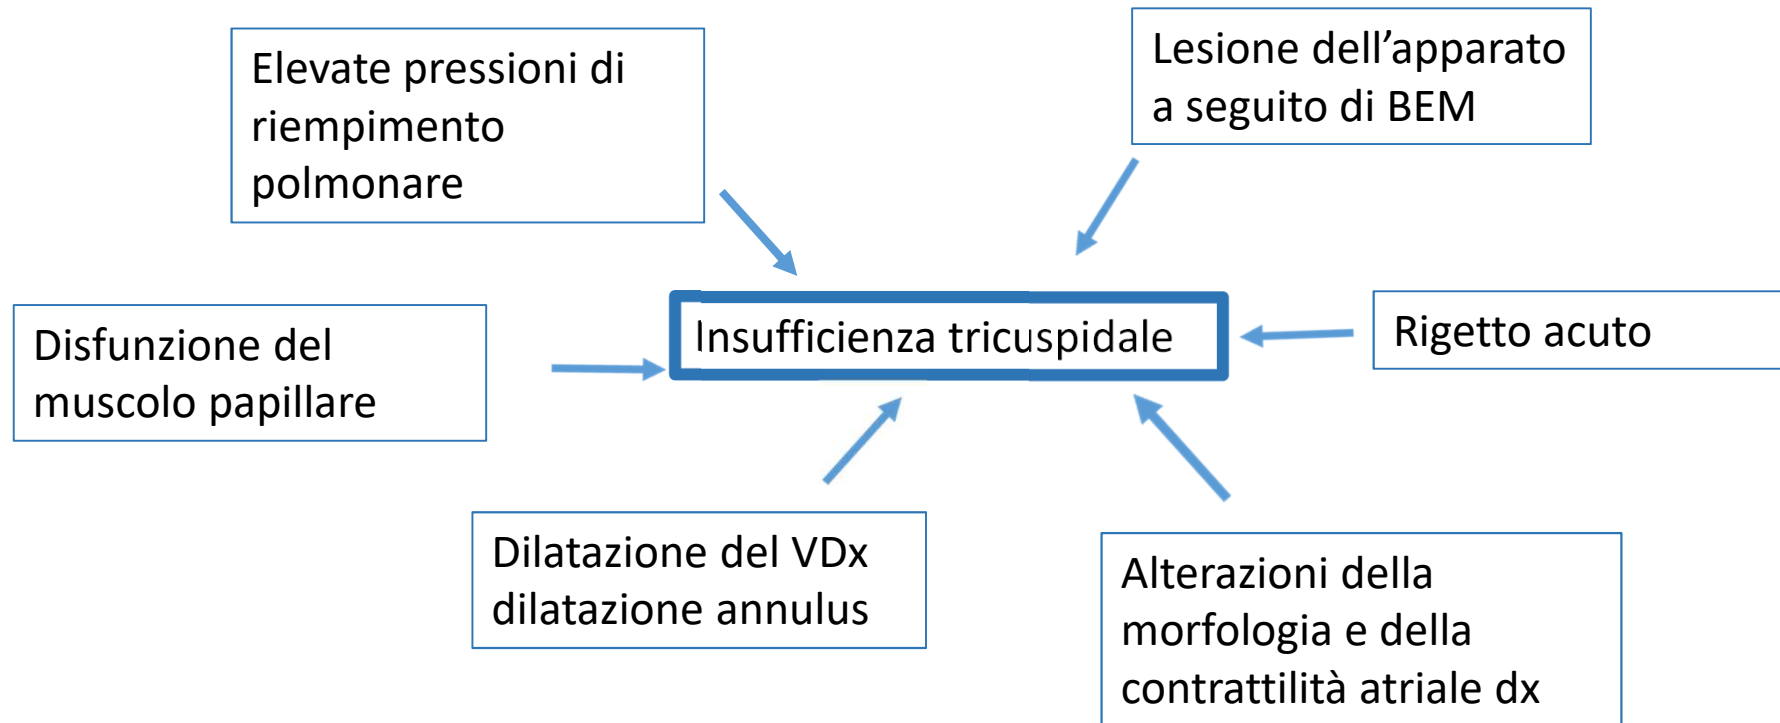 Elevate pressioni di
riempimento
polmonare
Lesione dell’apparato
a seguito di BEM
Disfunzione del
muscolo papillare
Insufficienza tricuspidale
Rigetto acuto
Dilatazione del VDx
dilatazione annulus
Alterazioni della
morfologia e della
contrattilità atriale dx